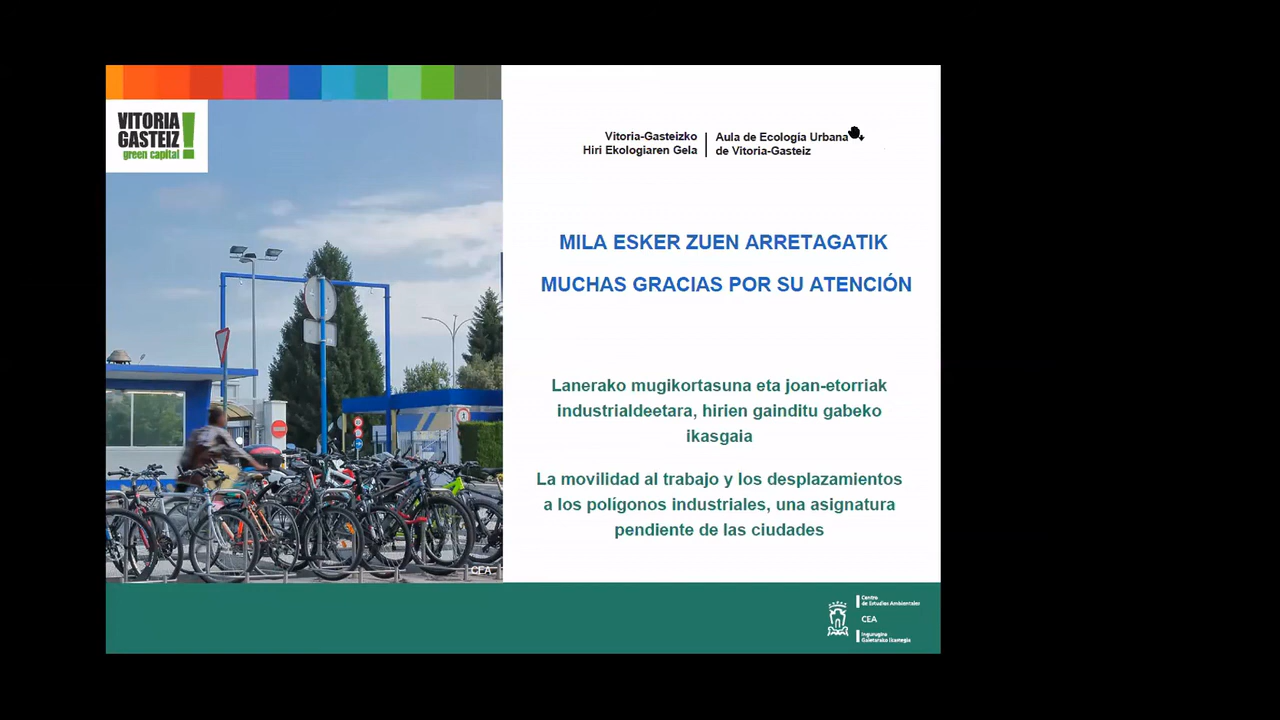 VITORIA
GASTEIZ
green capital
Vitoria-Gasteizko
Hiri Ekologiaren Gela
Aula de Ecología Urbana
de Vitoria-Gasteiz
MILA ESKER ZUEN ARRETAGATIK
MUCHAS GRACIAS POR SU ATENCIÓN
Lanerako mugikortasuna eta joan-etorriak
industrialdeetara, hirien gainditu gabeko
ikasgaia
La movilidad al trabajo y los desplazamientos
a los polígonos industriales, una asignatura
pendiente de las ciudades
CEA
Centro
de Estudios Ambientales
CEA
Ingurugiro
Gaietarako Ikastegia